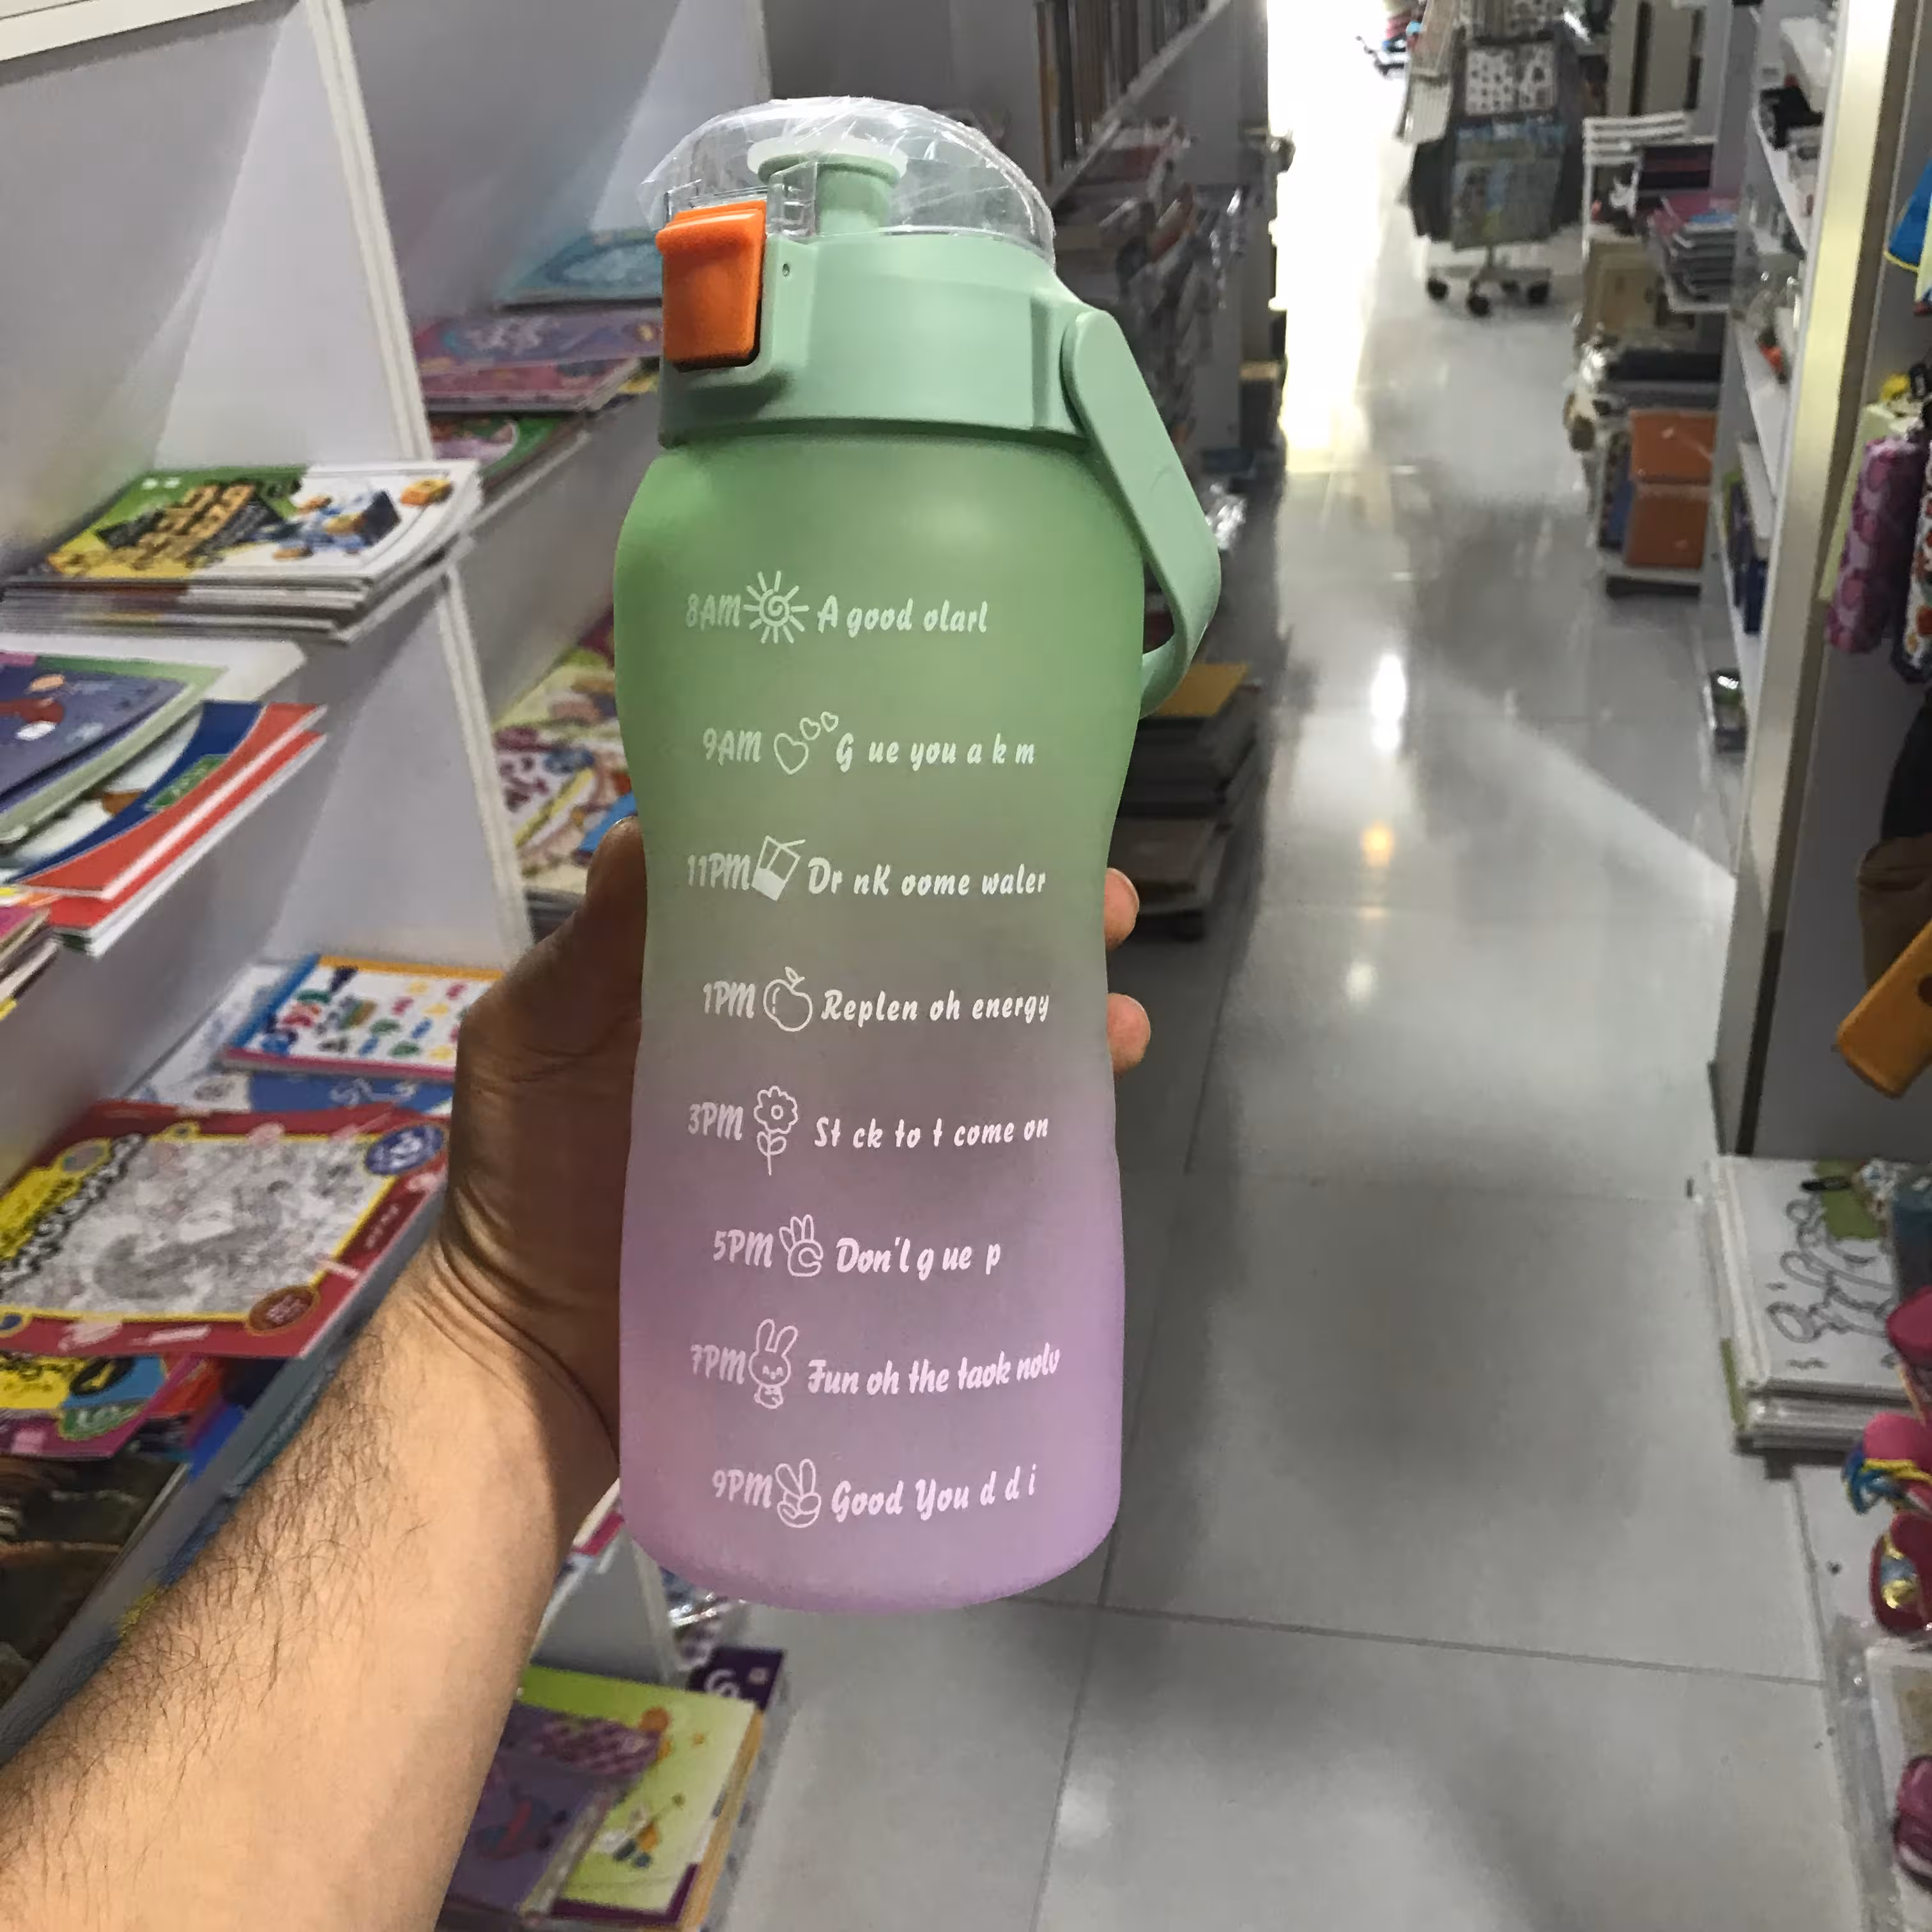 8AM A good olarl
9AM G ue you a k m
11PM Dr nK oome waler
1PM Replen oh energy
3PM St ck to t come on
5PM Don'l g ue p
7PM Fun oh the taok nolv
9PM Good You d d i